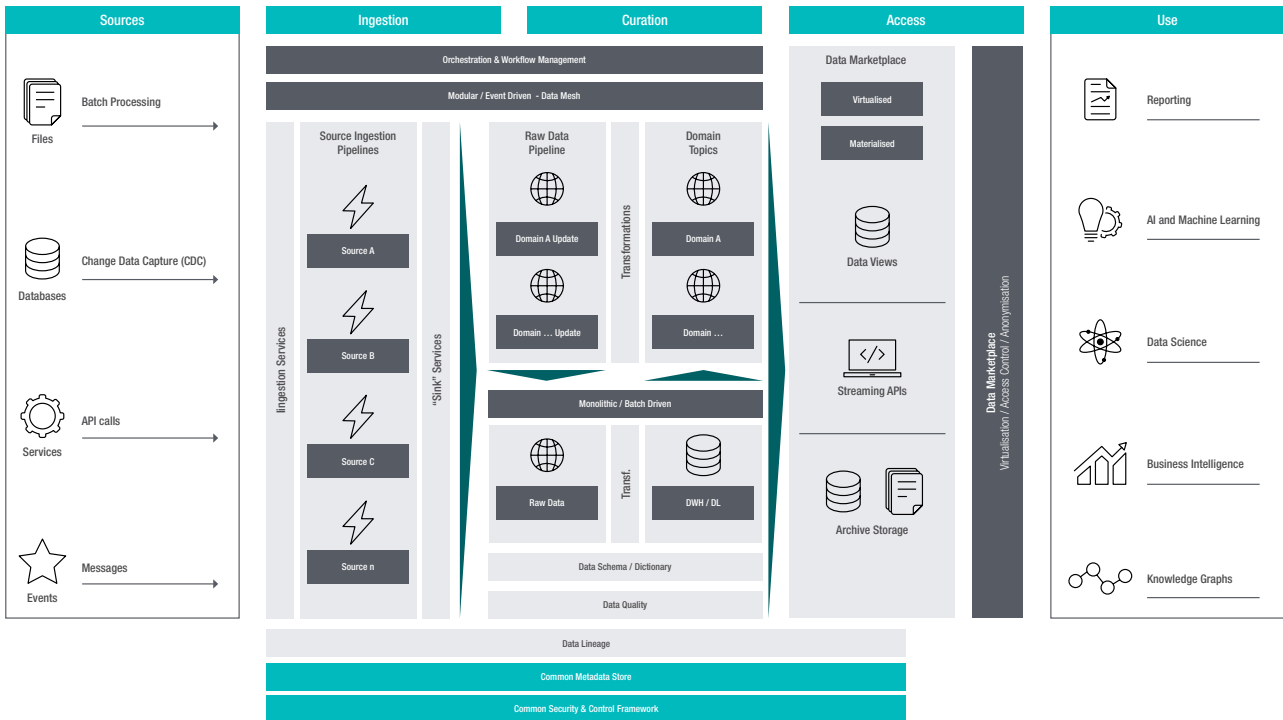 Sources
Ingestion
Curation
Access
Use
Batch Processing
Files
Change Data Capture (CDC)
Databases
API calls
Services
Messages
Events
Orchestration & Workflow Management
Modular / Event Driven - Data Mesh
Iingestion Services
Source Ingestion
Pipelines
Source A
Source B
Source C
Source n
"Sink" Services
Raw Data
Pipeline
Domain A Update
Domain … Update
Transformations
Domain
Topics
Domain A
Domain …
Monolithic / Batch Driven
Raw Data
Transf.
DWH / DL
Data Schema / Dictionary
Data Quality
Data Lineage
Common Metadata Store
Common Security & Control Framework
Data Marketplace
Virtualised
Materialised
Data Views
Streaming APIs
Archive Storage
Data Marketplace
Virtualisation / Access Control / Anonymisation
Reporting
AI and Machine Learning
Data Science
Business Intelligence
Knowledge Graphs